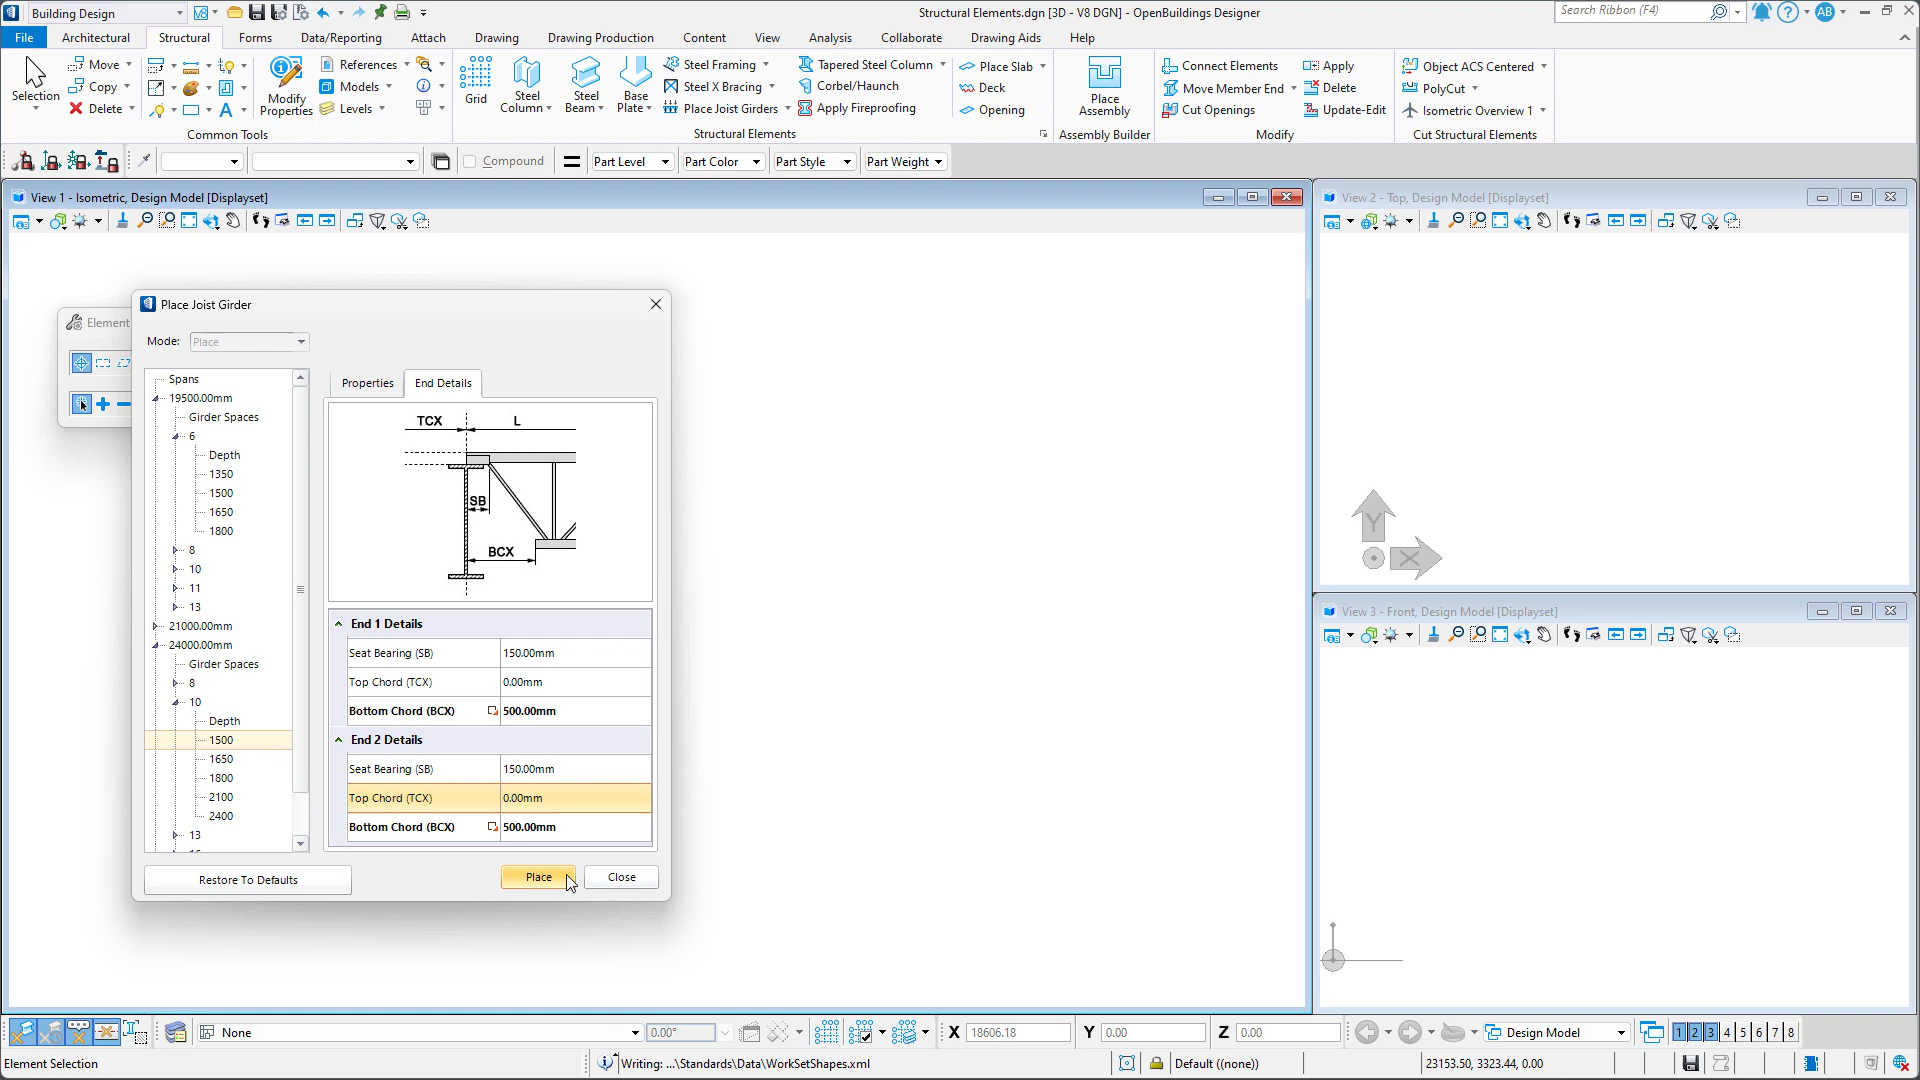 Building Design
V8
Structural Elements.dgn [3D - V8 DGN] - OpenBuildings Designer
Search Ribbon (F4)
AB
File
Architectural
Structural
Forms
Data/Reporting
Attach
Drawing
Drawing Production
Content
View
Analysis
Collaborate
Drawing Aids
Help
Selection
Move
Copy
Delete
A
Modify Properties
References
Models
Levels
Common Tools
Grid
Steel Column
Steel Beam
Base Plate
Steel Framing
Steel X Bracing
Place Joist Girders
Tapered Steel Column
Corbel/Haunch
Apply Fireproofing
Place Slab
Deck
Opening
Structural Elements
Place Assembly
Assembly Builder
Connect Elements
Move Member End
Cut Openings
Apply
Delete
Update-Edit
Modify
Object ACS Centered
PolyCut
Isometric Overview 1
Cut Structural Elements
Compound
Part Level
Part Color
Part Style
Part Weight
View 1 - Isometric, Design Model [Displayset]
View 2 - Top, Design Model [Displayset]
Y
X
View 3 - Front, Design Model [Displayset]
Element
Place Joist Girder
Mode:
Place
Spans
19500.00mm
Girder Spaces
6
Depth
1350
1500
1650
1800
8
10
11
13
21000.00mm
24000.00mm
Girder Spaces
8
10
Depth
1500
1650
1800
2100
2400
13
Properties
End Details
TCX
L
SB
BCX
End 1 Details
Seat Bearing (SB) 150.00mm
Top Chord (TCX) 0.00mm
Bottom Chord (BCX) 500.00mm
End 2 Details
Seat Bearing (SB) 150.00mm
Top Chord (TCX) 0.00mm
Bottom Chord (BCX) 500.00mm
Restore To Defaults
Place
Close
None
0.00°
X 18606.18
Y 0.00
Z 0.00
Design Model
1 2 3 4 5 6 7 8
Element Selection
Writing: ...\Standards\Data\WorkSetShapes.xml
Default ((none))
23153.50, 3323.44, 0.00